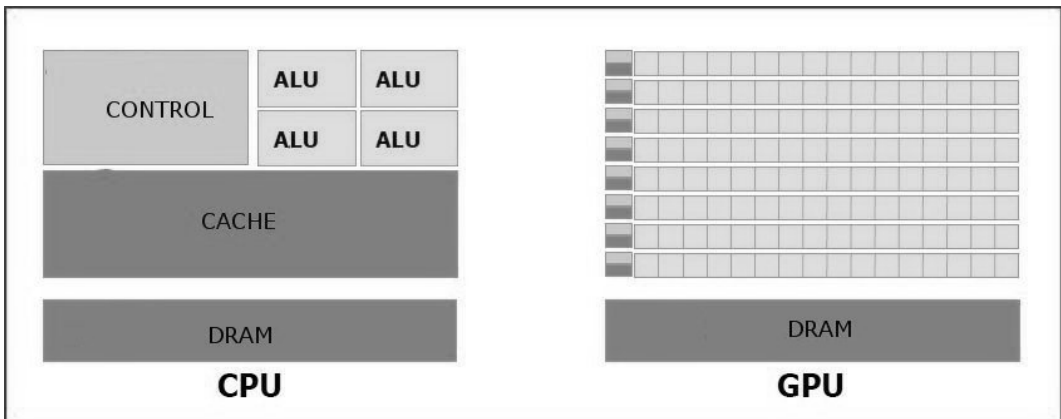 CONTROL
ALU ALU
ALU ALU
CACHE
DRAM
CPU
DRAM
GPU